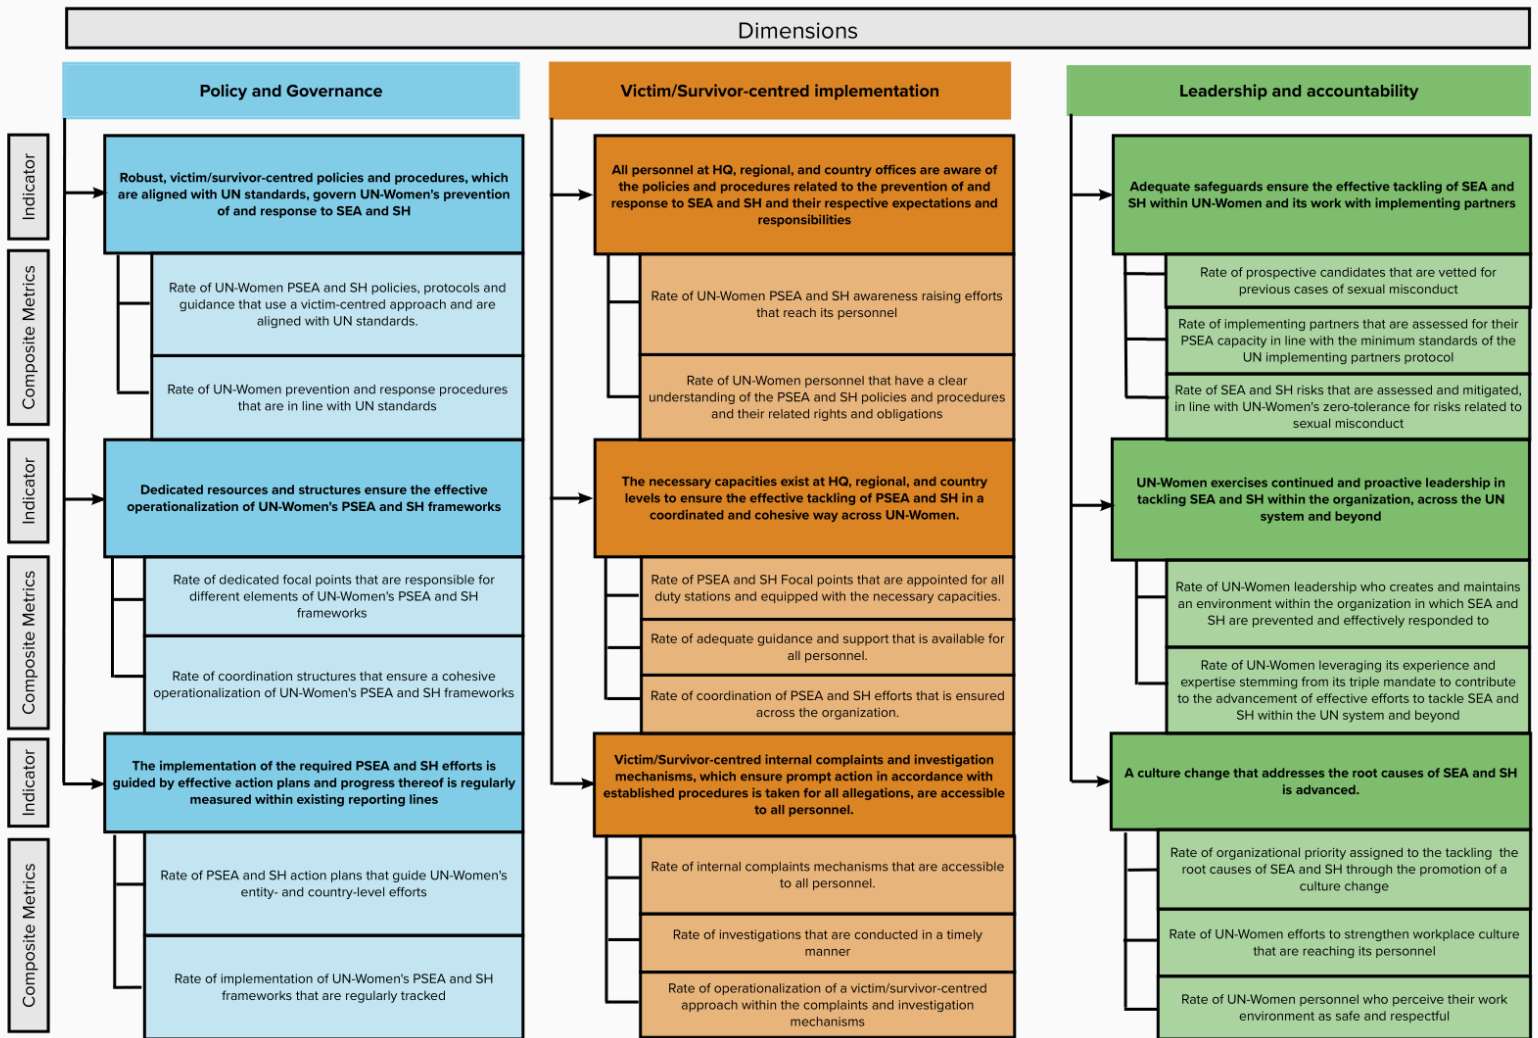 Dimensions
Policy and Governance
Indicator
Robust, victim/survivor-centred policies and procedures, which
are aligned with UN standards, govern UN-Women's prevention
of and response to SEA and SH
Composite Metrics
Rate of UN-Women PSEA and SH policies, protocols and
guidance that use a victim-centred approach and are
aligned with UN standards.
Rate of UN-Women prevention and response procedures
that are in line with UN standards
Indicator
Dedicated resources and structures ensure the effective
operationalization of UN-Women's PSEA and SH frameworks
Composite Metrics
Rate of dedicated focal points that are responsible for
different elements of UN-Women's PSEA and SH
frameworks
Rate of coordination structures that ensure a cohesive
operationalization of UN-Women's PSEA and SH frameworks
Indicator
The implementation of the required PSEA and SH efforts is
guided by effective action plans and progress thereof is regularly
measured within existing reporting lines
Composite Metrics
Rate of PSEA and SH action plans that guide UN-Women's
entity- and country-level efforts
Rate of implementation of UN-Women's PSEA and SH
frameworks that are regularly tracked
Victim/Survivor-centred implementation
All personnel at HQ, regional, and country offices are aware of
the policies and procedures related to the prevention of and
response to SEA and SH and their respective expectations and
responsibilities
Rate of UN-Women PSEA and SH awareness raising efforts
that reach its personnel
Rate of UN-Women personnel that have a clear
understanding of the PSEA and SH policies and procedures
and their related rights and obligations
The necessary capacities exist at HQ, regional, and country
levels to ensure the effective tackling of PSEA and SH in a
coordinated and cohesive way across UN-Women.
Rate of PSEA and SH Focal points that are appointed for all
duty stations and equipped with the necessary capacities.
Rate of adequate guidance and support that is available for
all personnel.
Rate of coordination of PSEA and SH efforts that is ensured
across the organization.
Victim/Survivor-centred internal complaints and investigation
mechanisms, which ensure prompt action in accordance with
established procedures is taken for all allegations, are accessible
to all personnel.
Rate of internal complaints mechanisms that are accessible
to all personnel.
Rate of investigations that are conducted in a timely
manner
Rate of operationalization of a victim/survivor-centred
approach within the complaints and investigation
mechanisms
Leadership and accountability
Adequate safeguards ensure the effective tackling of SEA and
SH within UN-Women and its work with implementing partners
Rate of prospective candidates that are vetted for
previous cases of sexual misconduct
Rate of implementing partners that are assessed for their
PSEA capacity in line with the minimum standards of the
UN implementing partners protocol
Rate of SEA and SH risks that are assessed and mitigated,
in line with UN-Women's zero-tolerance for risks related to
sexual misconduct
UN-Women exercises continued and proactive leadership in
tackling SEA and SH within the organization, across the UN
system and beyond
Rate of UN-Women leadership who creates and maintains
an environment within the organization in which SEA and
SH are prevented and effectively responded to
Rate of UN-Women leveraging its experience and
expertise stemming from its triple mandate to contribute
to the advancement of effective efforts to tackle SEA and
SH within the UN system and beyond
A culture change that addresses the root causes of SEA and SH
is advanced.
Rate of organizational priority assigned to the tackling the
root causes of SEA and SH through the promotion of a
culture change
Rate of UN-Women efforts to strengthen workplace culture
that are reaching its personnel
Rate of UN-Women personnel who perceive their work
environment as safe and respectful